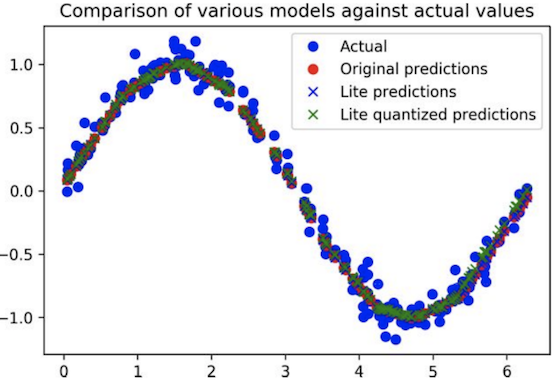 Comparison of various models against actual values
Actual
Original predictions
Lite predictions
Lite quantized predictions
1.0
0.5
0.0
−0.5
−1.0
0 1 2 3 4 5 6